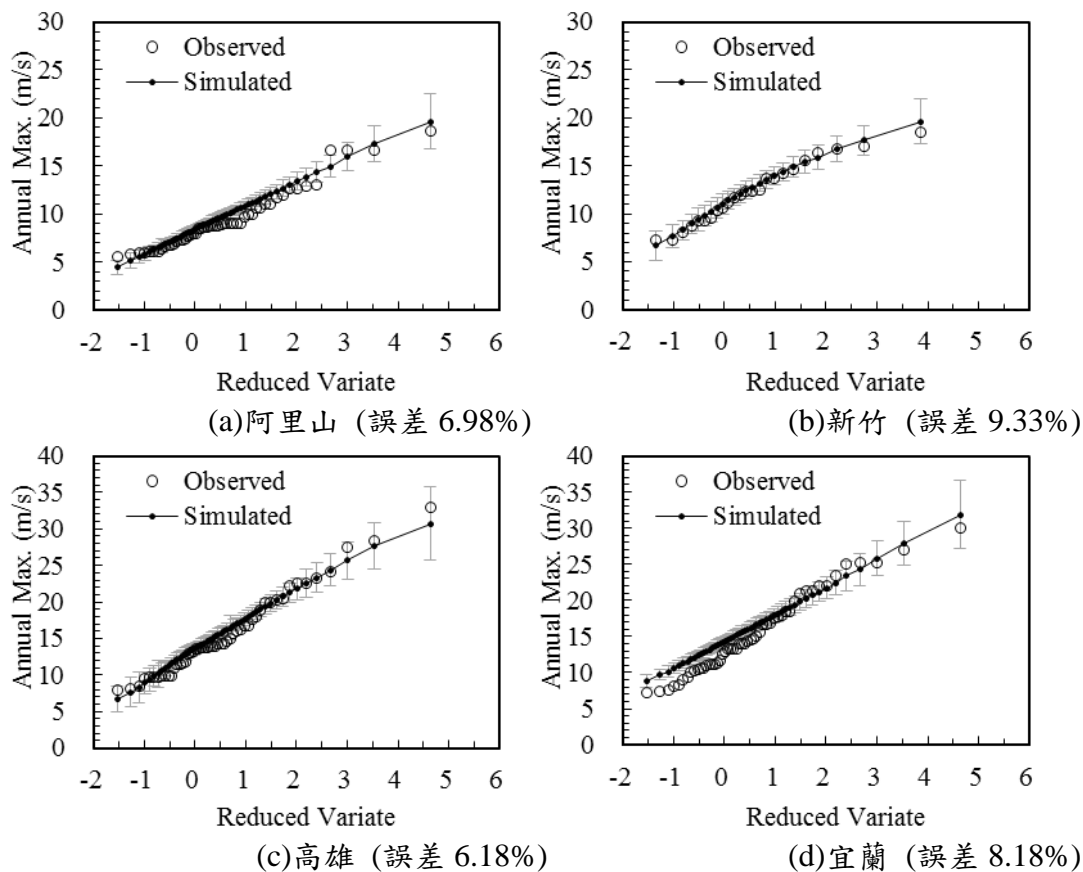 30
25
20
15
10
5
0
Annual Max. (m/s)
Observed
Simulated
-2 -1 0 1 2 3 4 5 6
Reduced Variate
(a)阿里山 (誤差 6.98%)
30
25
20
15
10
5
0
Annual Max. (m/s)
Observed
Simulated
-2 -1 0 1 2 3 4 5 6
Reduced Variate
(b)新竹 (誤差 9.33%)
40
35
30
25
20
15
10
5
0
Annual Max. (m/s)
Observed
Simulated
-2 -1 0 1 2 3 4 5 6
Reduced Variate
(c)高雄 (誤差 6.18%)
40
35
30
25
20
15
10
5
0
Annual Max. (m/s)
Observed
Simulated
-2 -1 0 1 2 3 4 5 6
Reduced Variate
(d)宜蘭 (誤差 8.18%)